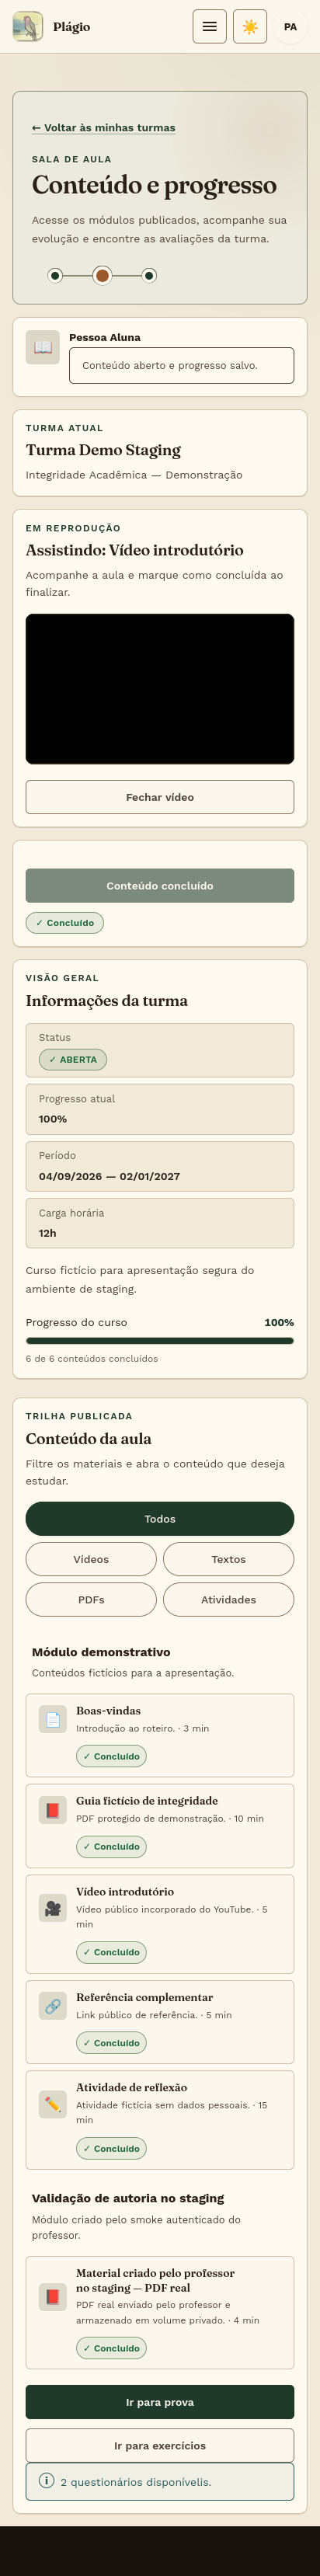 Plágio
PA
← Voltar às minhas turmas
SALA DE AULA
Conteúdo e progresso
Acesse os módulos publicados, acompanhe sua
evolução e encontre as avaliações da turma.
Pessoa Aluna
Conteúdo aberto e progresso salvo.
TURMA ATUAL
Turma Demo Staging
Integridade Acadêmica — Demonstração
EM REPRODUÇÃO
Assistindo: Vídeo introdutório
Acompanhe a aula e marque como concluída ao
finalizar.
Fechar vídeo
Conteúdo concluído
✓ Concluído
VISÃO GERAL
Informações da turma
Status
✓ ABERTA
Progresso atual
100%
Período
04/09/2026 — 02/01/2027
Carga horária
12h
Curso fictício para apresentação segura do
ambiente de staging.
Progresso do curso 100%
6 de 6 conteúdos concluídos
TRILHA PUBLICADA
Conteúdo da aula
Filtre os materiais e abra o conteúdo que deseja
estudar.
Todos
Vídeos Textos
PDFs Atividades
Módulo demonstrativo
Conteúdos fictícios para a apresentação.
Boas-vindas
Introdução ao roteiro. · 3 min
✓ Concluído
Guia fictício de integridade
PDF protegido de demonstração. · 10 min
✓ Concluído
Vídeo introdutório
Vídeo público incorporado do YouTube. · 5
min
✓ Concluído
Referência complementar
Link público de referência. · 5 min
✓ Concluído
Atividade de reflexão
Atividade fictícia sem dados pessoais. · 15
min
✓ Concluído
Validação de autoria no staging
Módulo criado pelo smoke autenticado do
professor.
Material criado pelo professor
no staging — PDF real
PDF real enviado pelo professor e
armazenado em volume privado. · 4 min
✓ Concluído
Ir para prova
Ir para exercícios
2 questionários disponíveis.